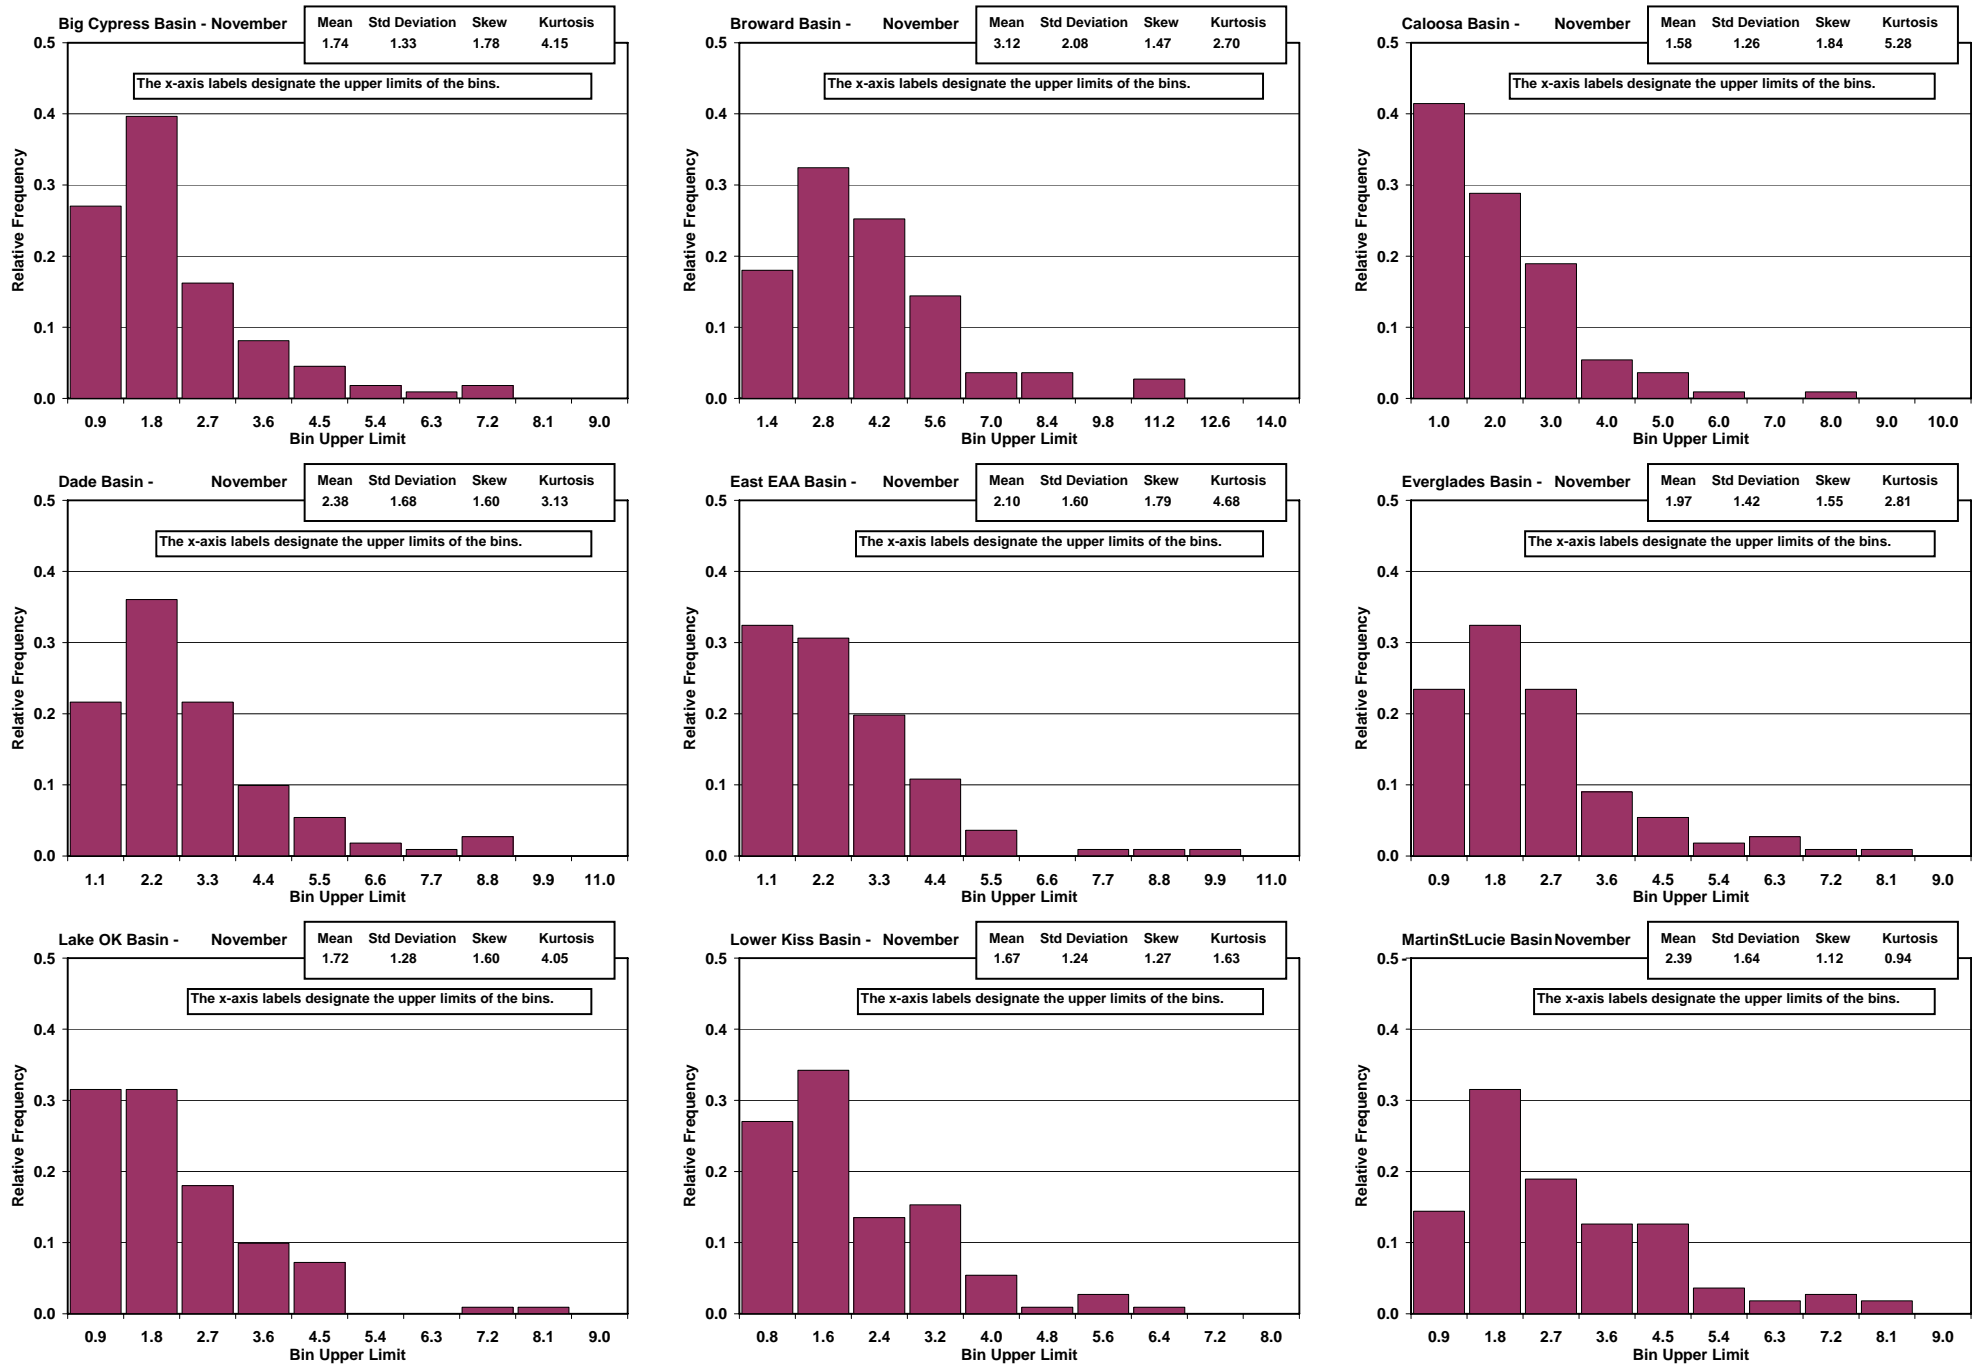 Big Cypress Basin - November
Mean Std Deviation Skew Kurtosis
1.74 1.33 1.78 4.15
The x-axis labels designate the upper limits of the bins.
Relative Frequency
0.5
0.4
0.3
0.2
0.1
0.0
0.9 1.8 2.7 3.6 4.5 5.4 6.3 7.2 8.1 9.0
Bin Upper Limit
Broward Basin - November
Mean Std Deviation Skew Kurtosis
3.12 2.08 1.47 2.70
The x-axis labels designate the upper limits of the bins.
Relative Frequency
0.5
0.4
0.3
0.2
0.1
0.0
1.4 2.8 4.2 5.6 7.0 8.4 9.8 11.2 12.6 14.0
Bin Upper Limit
Caloosa Basin - November
Mean Std Deviation Skew Kurtosis
1.58 1.26 1.84 5.28
The x-axis labels designate the upper limits of the bins.
Relative Frequency
0.5
0.4
0.3
0.2
0.1
0.0
1.0 2.0 3.0 4.0 5.0 6.0 7.0 8.0 9.0 10.0
Bin Upper Limit
Dade Basin - November
Mean Std Deviation Skew Kurtosis
2.38 1.68 1.60 3.13
The x-axis labels designate the upper limits of the bins.
Relative Frequency
0.5
0.4
0.3
0.2
0.1
0.0
1.1 2.2 3.3 4.4 5.5 6.6 7.7 8.8 9.9 11.0
Bin Upper Limit
East EAA Basin - November
Mean Std Deviation Skew Kurtosis
2.10 1.60 1.79 4.68
The x-axis labels designate the upper limits of the bins.
Relative Frequency
0.5
0.4
0.3
0.2
0.1
0.0
1.1 2.2 3.3 4.4 5.5 6.6 7.7 8.8 9.9 11.0
Bin Upper Limit
Everglades Basin - November
Mean Std Deviation Skew Kurtosis
1.97 1.42 1.55 2.81
The x-axis labels designate the upper limits of the bins.
Relative Frequency
0.5
0.4
0.3
0.2
0.1
0.0
0.9 1.8 2.7 3.6 4.5 5.4 6.3 7.2 8.1 9.0
Bin Upper Limit
Lake OK Basin - November
Mean Std Deviation Skew Kurtosis
1.72 1.28 1.60 4.05
The x-axis labels designate the upper limits of the bins.
Relative Frequency
0.5
0.4
0.3
0.2
0.1
0.0
0.9 1.8 2.7 3.6 4.5 5.4 6.3 7.2 8.1 9.0
Bin Upper Limit
Lower Kiss Basin - November
Mean Std Deviation Skew Kurtosis
1.67 1.24 1.27 1.63
The x-axis labels designate the upper limits of the bins.
Relative Frequency
0.5
0.4
0.3
0.2
0.1
0.0
0.8 1.6 2.4 3.2 4.0 4.8 5.6 6.4 7.2 8.0
Bin Upper Limit
MartinStLucie Basin November
-
Mean Std Deviation Skew Kurtosis
2.39 1.64 1.12 0.94
The x-axis labels designate the upper limits of the bins.
Relative Frequency
0.5
0.4
0.3
0.2
0.1
0.0
0.9 1.8 2.7 3.6 4.5 5.4 6.3 7.2 8.1 9.0
Bin Upper Limit